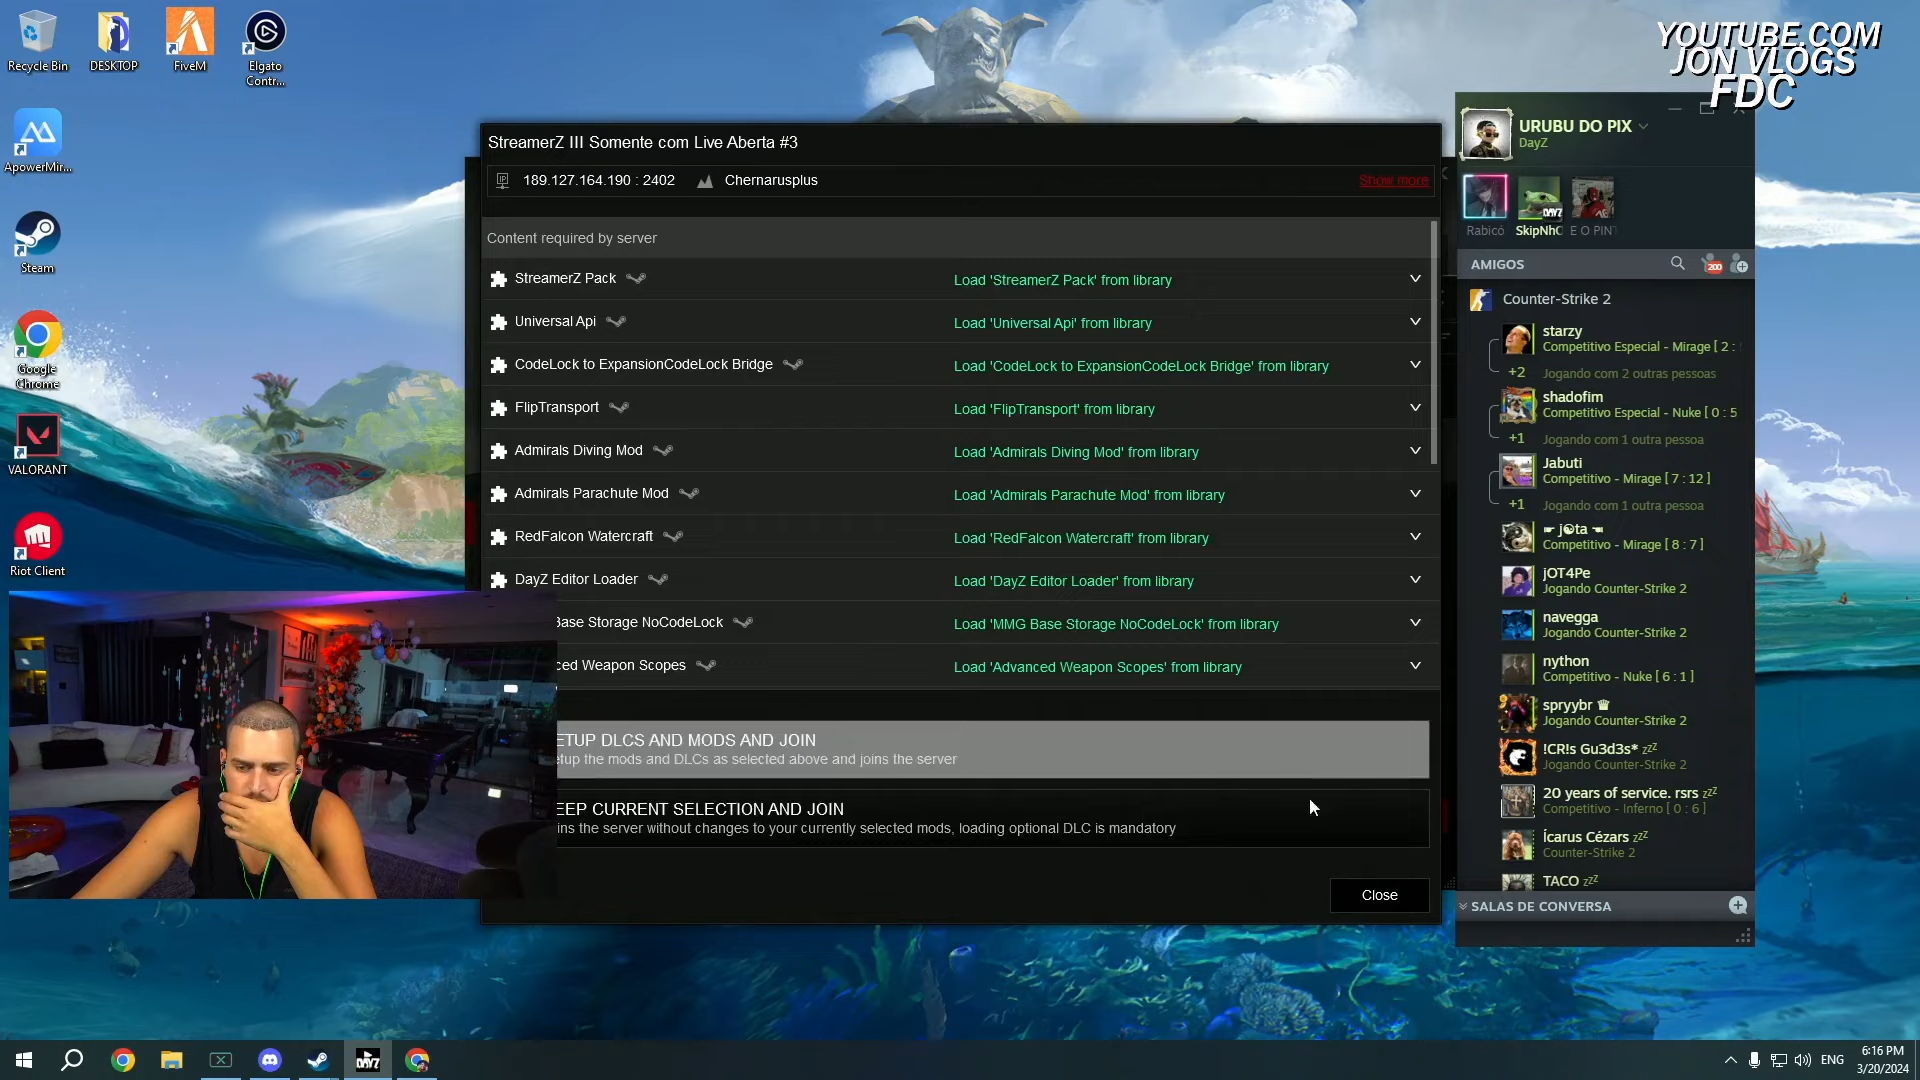 Recycle Bin
DESKTOP
FiveM
Elgato
Contr...
ApowerMir...
Steam
Google
Chrome
VALORANT
Riot Client
YOUTUBE.COM
JON VLOGS
FDC
StreamerZ III Somente com Live Aberta #3
189.127.164.190 : 2402
Chernarusplus
Show more
Content required by server
StreamerZ Pack
Load 'StreamerZ Pack' from library
Universal Api
Load 'Universal Api' from library
CodeLock to ExpansionCodeLock Bridge
Load 'CodeLock to ExpansionCodeLock Bridge' from library
FlipTransport
Load 'FlipTransport' from library
Admirals Diving Mod
Load 'Admirals Diving Mod' from library
Admirals Parachute Mod
Load 'Admirals Parachute Mod' from library
RedFalcon Watercraft
Load 'RedFalcon Watercraft' from library
DayZ Editor Loader
Load 'DayZ Editor Loader' from library
Base Storage NoCodeLock
Load 'MMG Base Storage NoCodeLock' from library
ced Weapon Scopes
Load 'Advanced Weapon Scopes' from library
ETUP DLCS AND MODS AND JOIN
etup the mods and DLCs as selected above and joins the server
EEP CURRENT SELECTION AND JOIN
ins the server without changes to your currently selected mods, loading optional DLC is mandatory
Close
URUBU DO PIX
DayZ
Rabicó
SkipNhC
E O PIN
AMIGOS
200
Counter-Strike 2
starzy
Competitivo Especial - Mirage [ 2 :
+2
Jogando com 2 outras pessoas
shadofim
Competitivo Especial - Nuke [ 0 : 5
+1
Jogando com 1 outra pessoa
Jabuti
Competitivo - Mirage [ 7 : 12 ]
+1
Jogando com 1 outra pessoa
☛ j☯ta ☚
Competitivo - Mirage [ 8 : 7 ]
jOT4Pe
Jogando Counter-Strike 2
navegga
Jogando Counter-Strike 2
nython
Competitivo - Nuke [ 6 : 1 ]
spryybr ♛
Jogando Counter-Strike 2
!CR!s Gu3d3s* zzz
Jogando Counter-Strike 2
20 years of service. rsrs zzz
Competitivo - Inferno [ 0 : 6 ]
Ícarus Cézars zzz
Counter-Strike 2
TACO zzz
SALAS DE CONVERSA
DAYZ
ENG
6:16 PM
3/20/2024